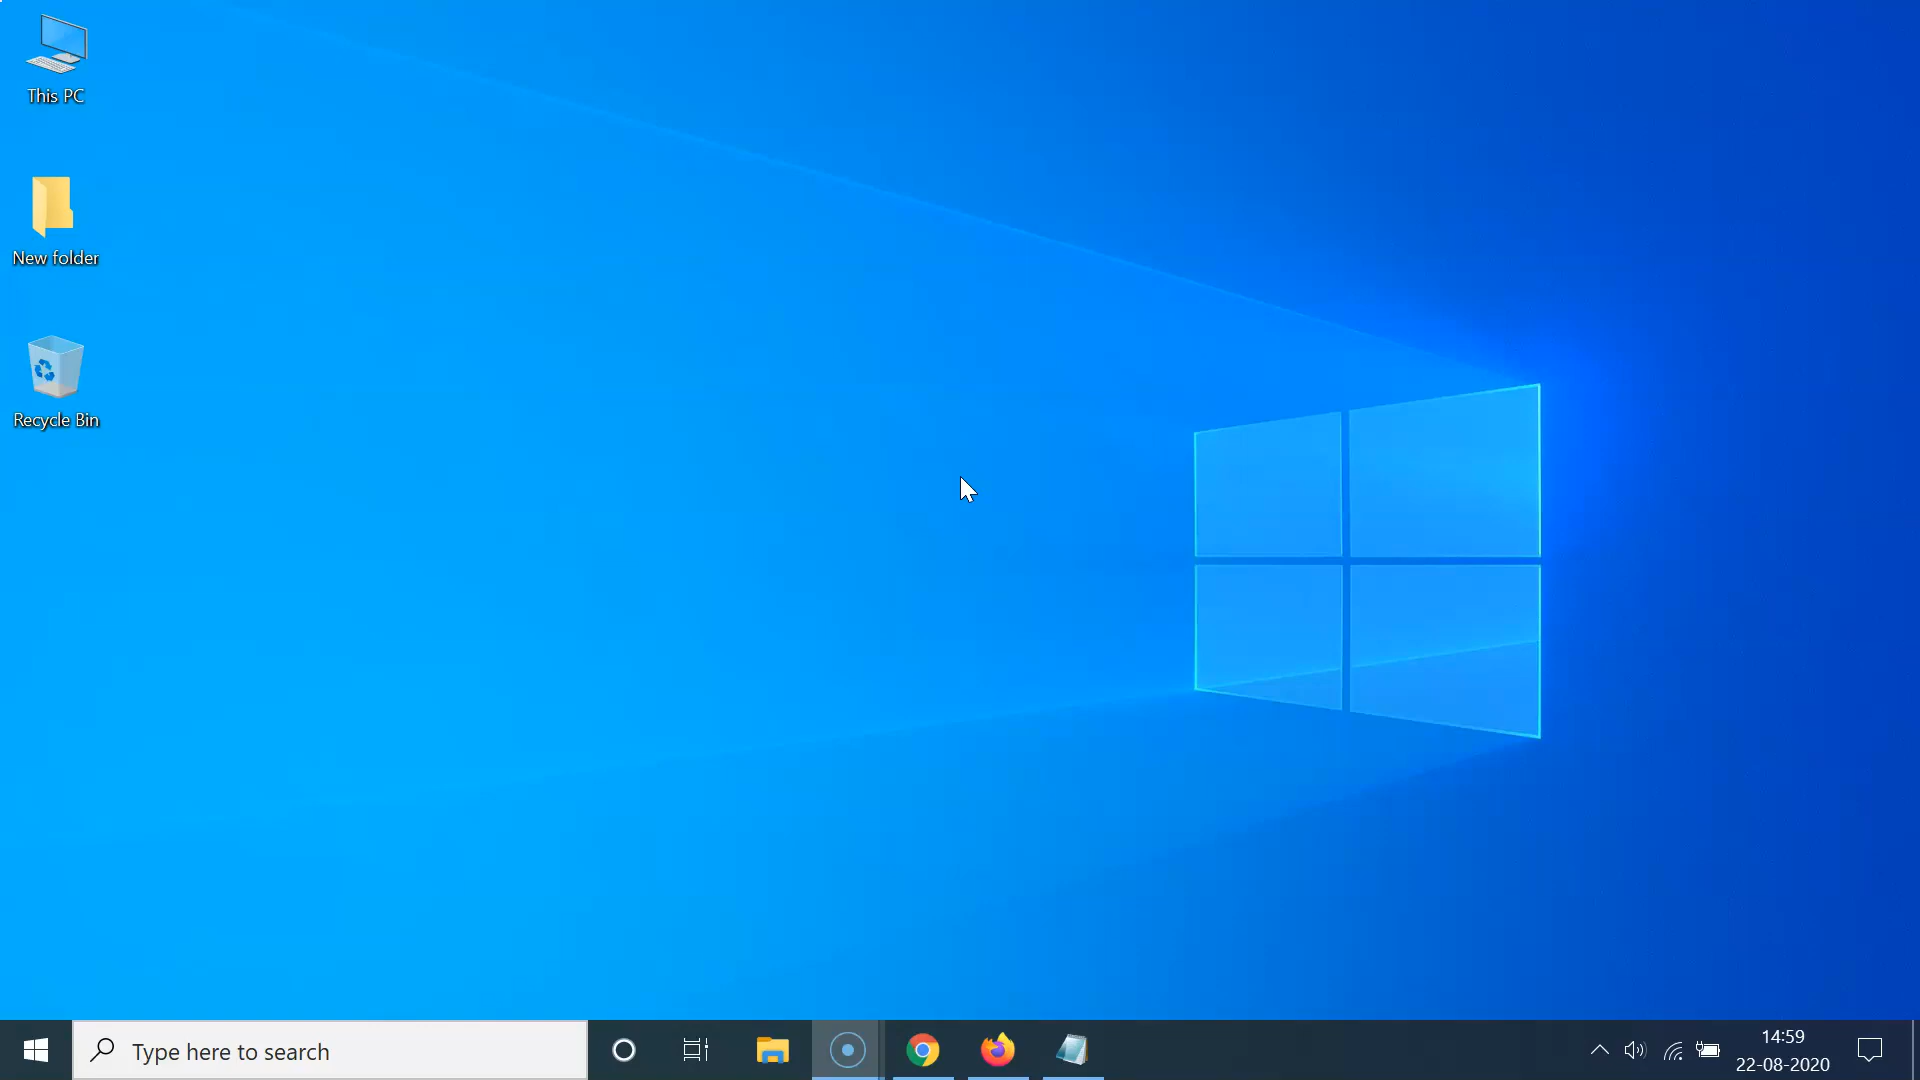 This PC
New folder
Recycle Bin
Type here to search
14:59
22-08-2020